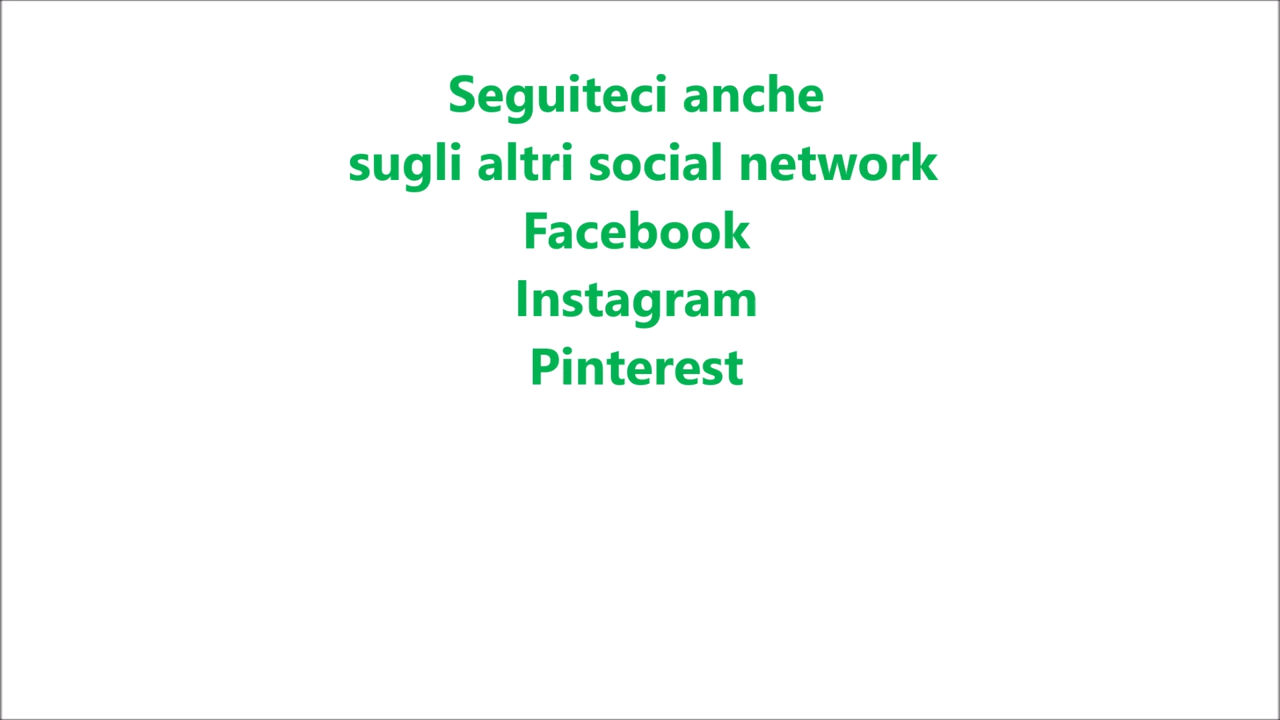 Seguiteci anche
sugli altri social network
Facebook
Instagram
Pinterest